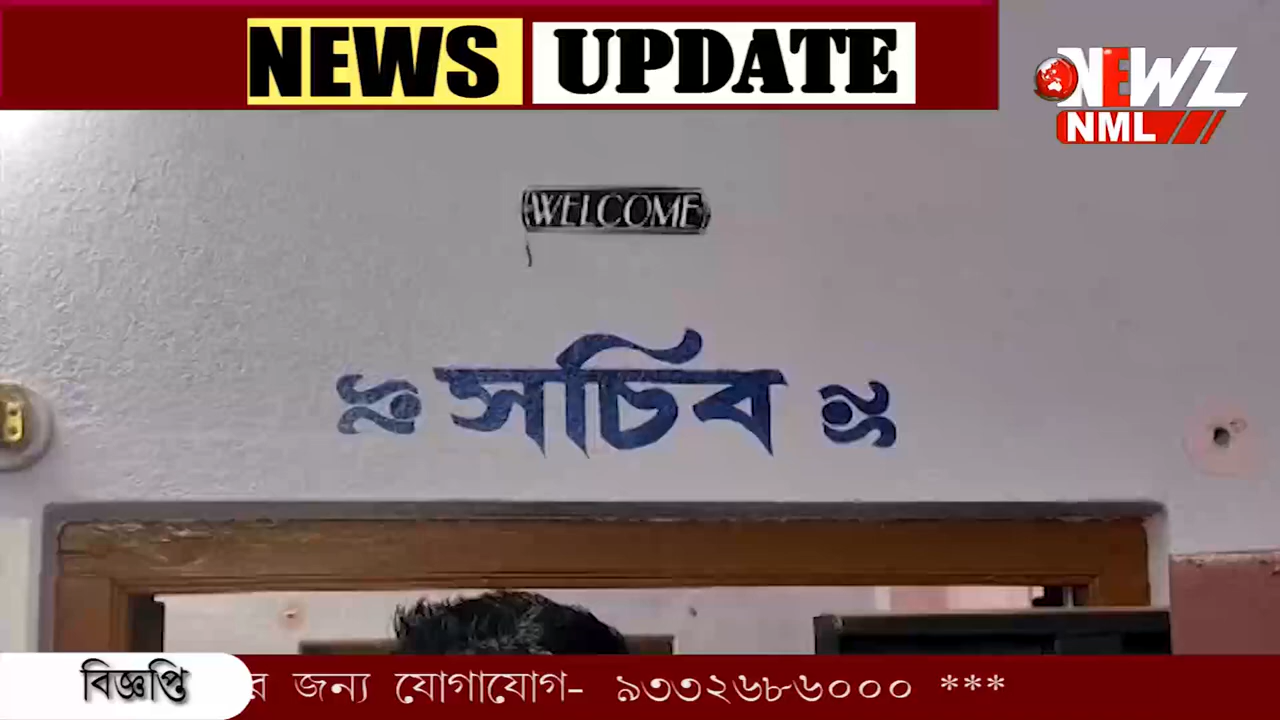 NEWS UPDATE
NEWZ
NML
WELCOME
সচিব
বিজ্ঞপ্তি
র জন্য যোগাযোগ- ৯৩৩২৬৮৬০০০ ***